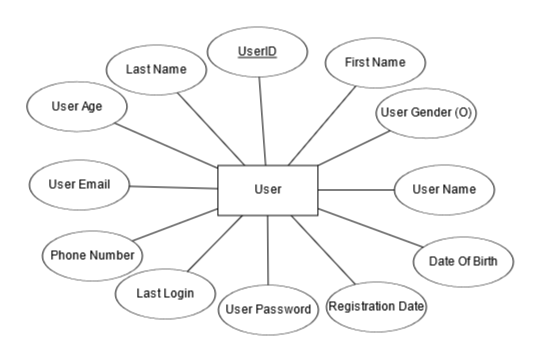 UserID
Last Name
First Name
User Age
User Gender (O)
User Email
User
User Name
Phone Number
Date Of Birth
Last Login
User Password
Registration Date